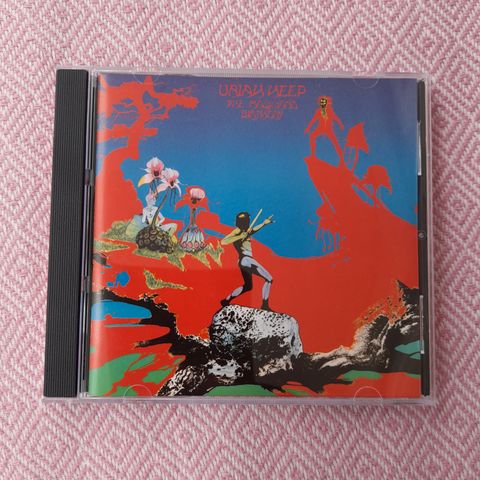 URIAH HEEP
THE MAGICIAN'S
BIRTHDAY